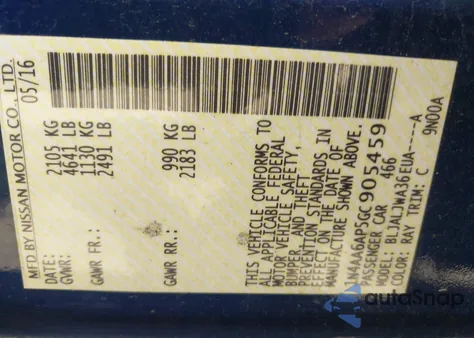 MFD BY NISSAN MOTOR CO., LTD.
DATE: 05/16
GVWR: 2105 KG
4641 LB
GAWR FR.: 1130 KG
2491 LB
GAWR RR.: 990 KG
2183 LB
THIS VEHICLE CONFORMS TO
ALL APPLICABLE FEDERAL
MOTOR VEHICLE SAFETY,
BUMPER, AND THEFT
PREVENTION STANDARDS IN
EFFECT ON THE DATE OF
MANUFACTURE SHOWN ABOVE.
1N4AA6AP5GC905459
PASSENGER CAR 466
MODEL: BLJALJWA36EUA----A
COLOR: RAY TRIM: C 9N00A
autoSnap